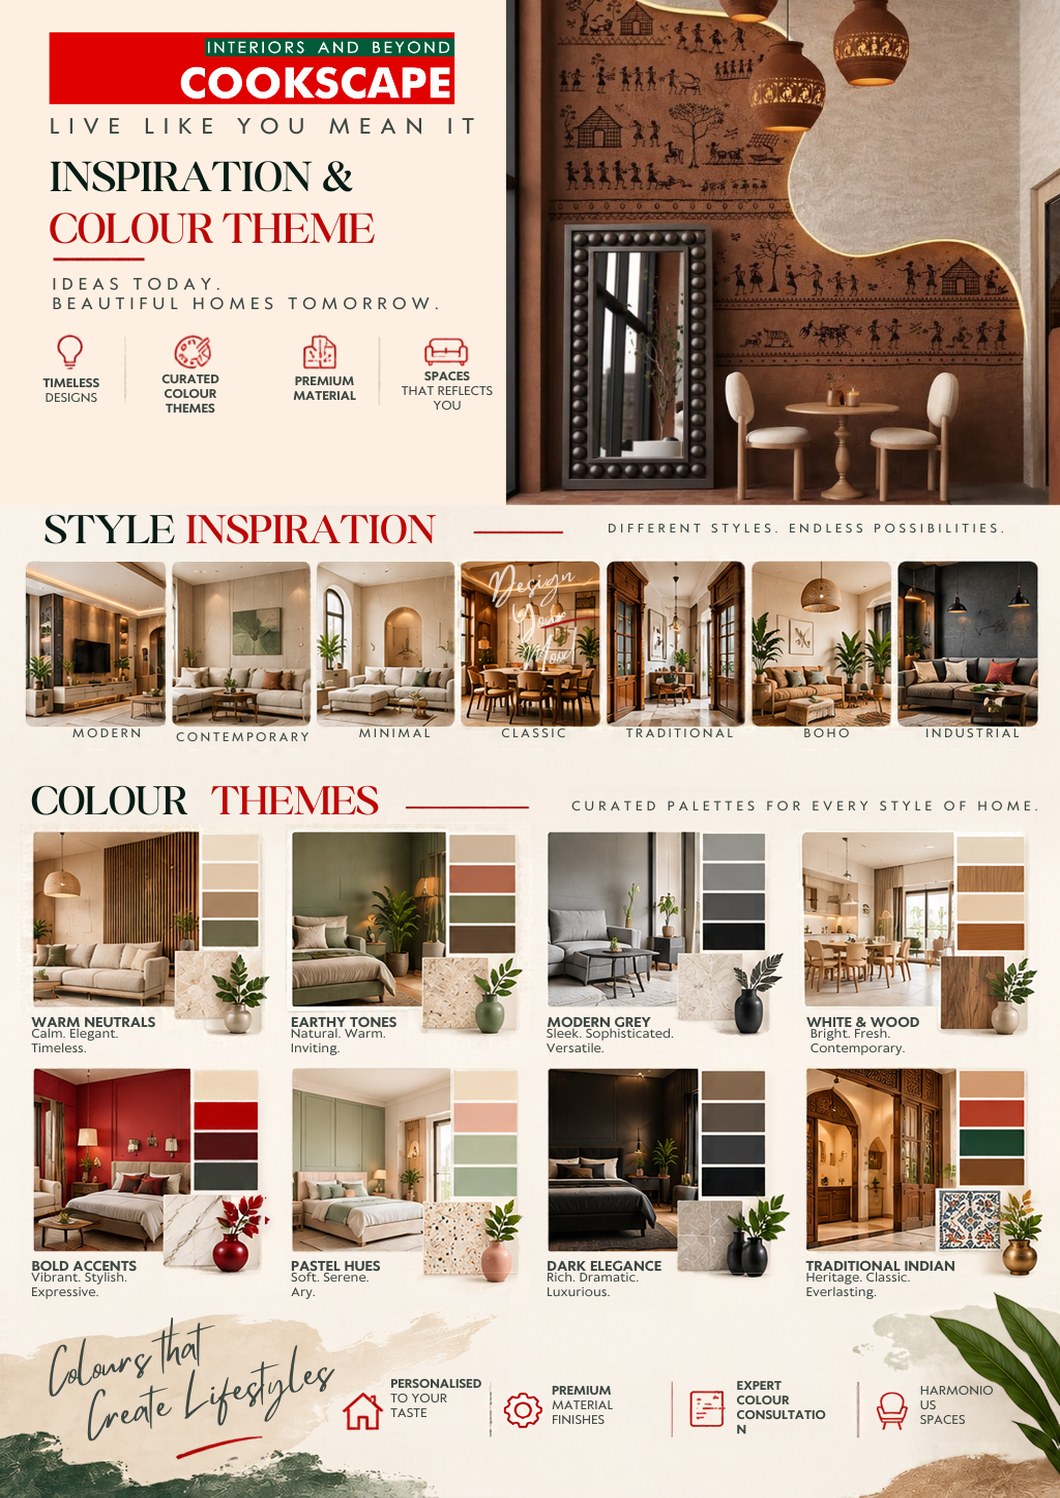 INTERIORS AND BEYOND
COOKSCAPE
LIVE LIKE YOU MEAN IT
INSPIRATION &
COLOUR THEME
IDEAS TODAY.
BEAUTIFUL HOMES TOMORROW.
TIMELESS
DESIGNS
CURATED
COLOUR
THEMES
PREMIUM
MATERIAL
SPACES
THAT REFLECTS
YOU
STYLE INSPIRATION
DIFFERENT STYLES. ENDLESS POSSIBILITIES.
Design
Your
MODERN
CONTEMPORARY
MINIMAL
CLASSIC
TRADITIONAL
BOHO
INDUSTRIAL
COLOUR THEMES
CURATED PALETTES FOR EVERY STYLE OF HOME.
WARM NEUTRALS
Calm. Elegant.
Timeless.
EARTHY TONES
Natural. Warm.
Inviting.
MODERN GREY
Sleek. Sophisticated.
Versatile.
WHITE & WOOD
Bright. Fresh.
Contemporary.
BOLD ACCENTS
Vibrant. Stylish.
Expressive.
PASTEL HUES
Soft. Serene.
Ary.
DARK ELEGANCE
Rich. Dramatic.
Luxurious.
TRADITIONAL INDIAN
Heritage. Classic.
Everlasting.
Colours that
Create Lifestyles
PERSONALISED
TO YOUR
TASTE
PREMIUM
MATERIAL
FINISHES
EXPERT
COLOUR
CONSULTATIO
N
HARMONIO
US
SPACES